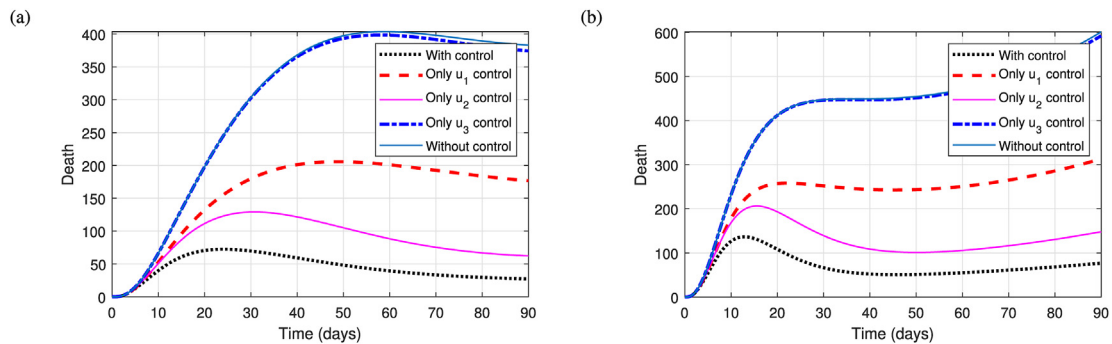 (a)
400
350
300
250
200
150
100
50
0
Death
With control
Only u1 control
Only u2 control
Only u3 control
Without control
0 10 20 30 40 50 60 70 80 90
Time (days)
(b)
600
500
400
300
200
100
0
Death
With control
Only u1 control
Only u2 control
Only u3 control
Without control
0 10 20 30 40 50 60 70 80 90
Time (days)